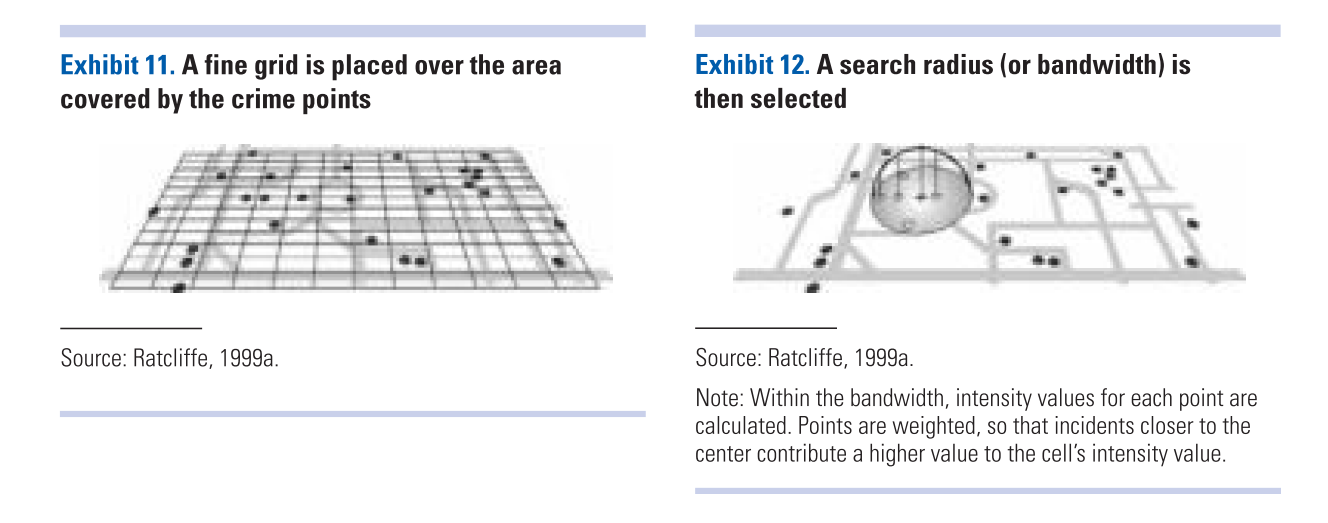 Exhibit 11. A fine grid is placed over the area
covered by the crime points
Source: Ratcliffe, 1999a.
Exhibit 12. A search radius (or bandwidth) is
then selected
Source: Ratcliffe, 1999a.
Note: Within the bandwidth, intensity values for each point are
calculated. Points are weighted, so that incidents closer to the
center contribute a higher value to the cell’s intensity value.